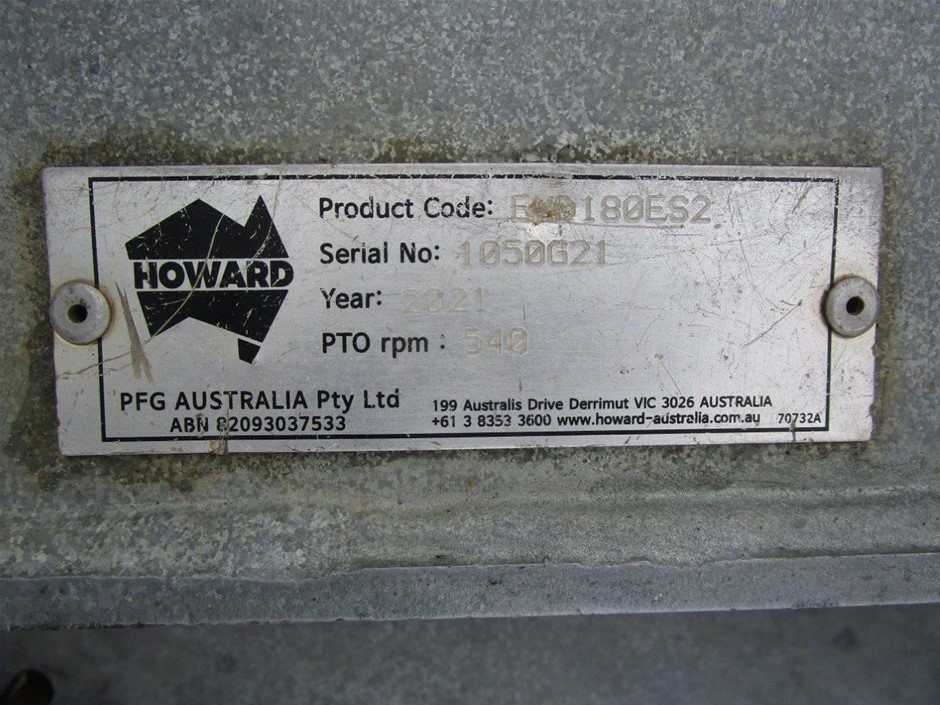 HOWARD
Product Code:
Serial No: 1050G21
Year: 2021
PTO rpm : 540
PFG AUSTRALIA Pty Ltd
ABN 82093037533
199 Australis Drive Derrimut VIC 3026 AUSTRALIA
+61 3 8353 3600 www.howard-australia.com.au 70732A